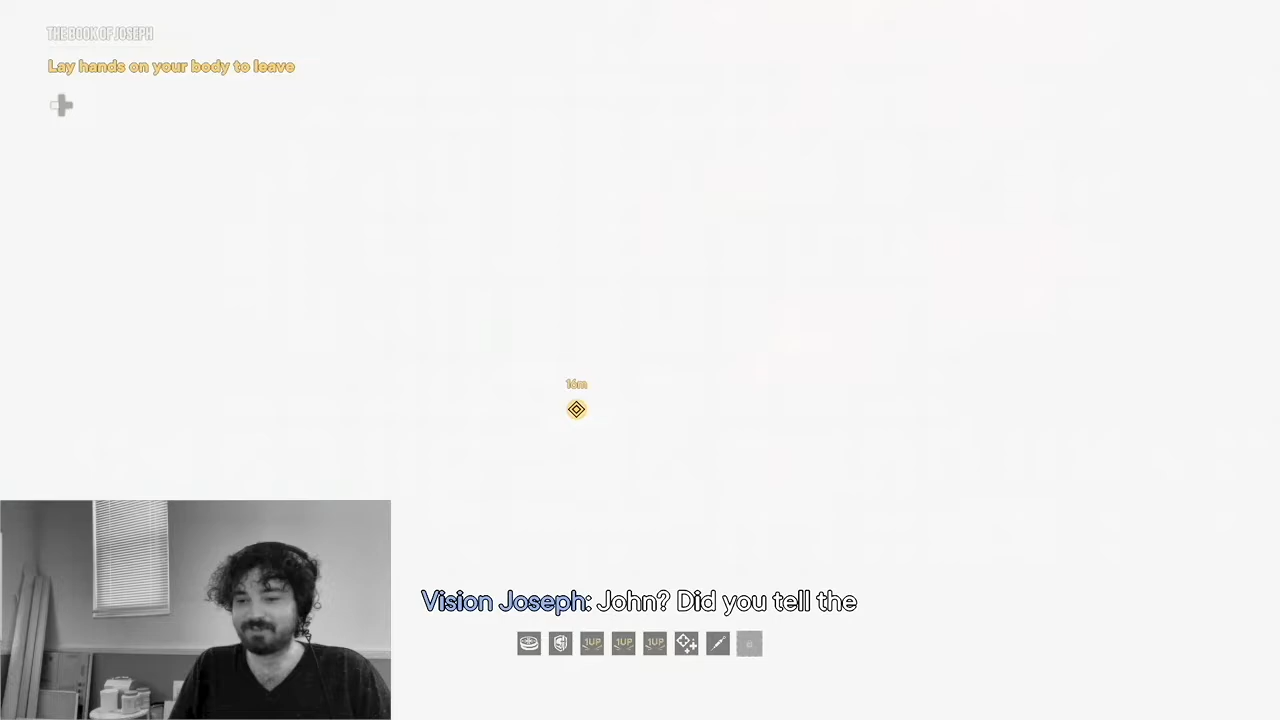 THE BOOK OF JOSEPH
Lay hands on your body to leave
16m
Vision Joseph: John? Did you tell the
1UP 1UP 1UP